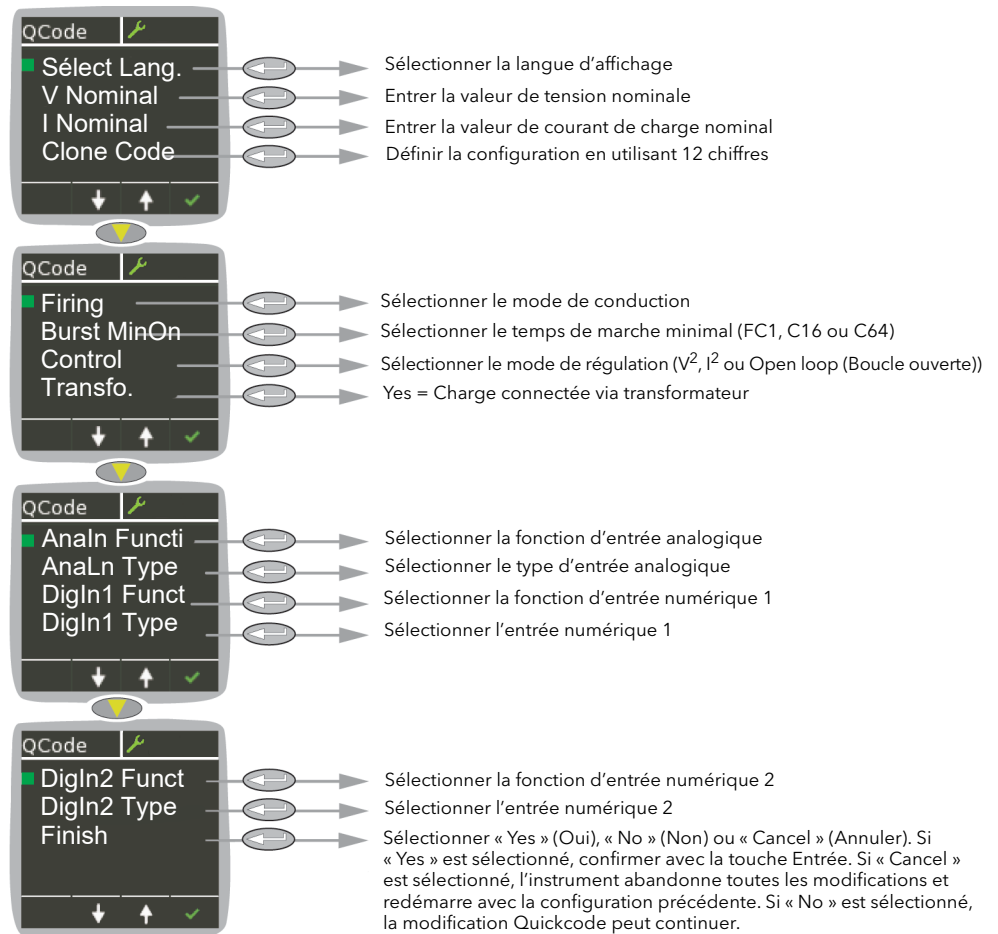 QCode
Sélect Lang.
Sélectionner la langue d'affichage
V Nominal
Entrer la valeur de tension nominale
I Nominal
Entrer la valeur de courant de charge nominal
Clone Code
Définir la configuration en utilisant 12 chiffres
QCode
Firing
Sélectionner le mode de conduction
Burst MinOn
Sélectionner le temps de marche minimal (FC1, C16 ou C64)
Control
Sélectionner le mode de régulation (V², I² ou Open loop (Boucle ouverte))
Transfo.
Yes = Charge connectée via transformateur
QCode
AnaIn Functi
Sélectionner la fonction d'entrée analogique
AnaLn Type
Sélectionner le type d'entrée analogique
DigIn1 Funct
Sélectionner la fonction d'entrée numérique 1
DigIn1 Type
Sélectionner l'entrée numérique 1
QCode
DigIn2 Funct
Sélectionner la fonction d'entrée numérique 2
DigIn2 Type
Sélectionner l'entrée numérique 2
Finish
Sélectionner « Yes » (Oui), « No » (Non) ou « Cancel » (Annuler). Si
« Yes » est sélectionné, confirmer avec la touche Entrée. Si « Cancel »
est sélectionné, l'instrument abandonne toutes les modifications et
redémarre avec la configuration précédente. Si « No » est sélectionné,
la modification Quickcode peut continuer.